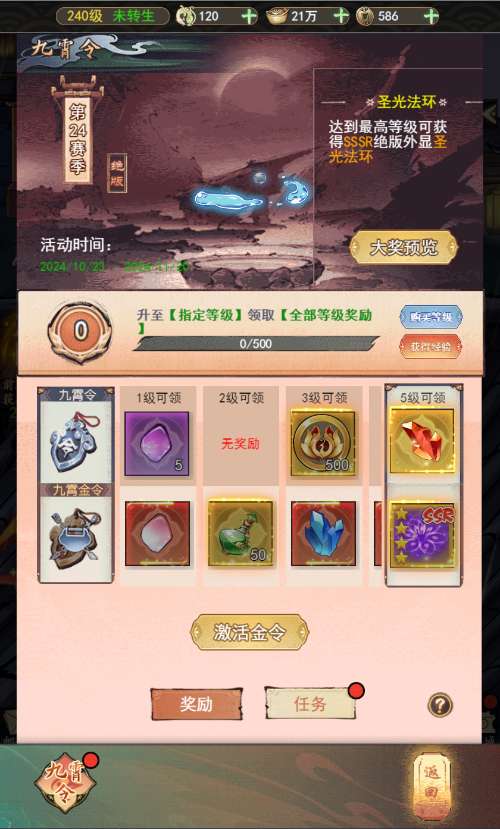 240级 未转生
120
21万
586
九霄令
第24赛季
绝版
圣光法环
达到最高等级可获
得SSSR绝版外显圣
光法环
大奖预览
活动时间：
2024/10/23
0
升至【指定等级】领取【全部等级奖励
】
0/500
购买等级
获得经验
九霄令
1级可领
2级可领
3级可领
5级可领
5
无奖励
500
九霄金令
50
SSR
激活金令
奖励
任务
?
九霄令
返回